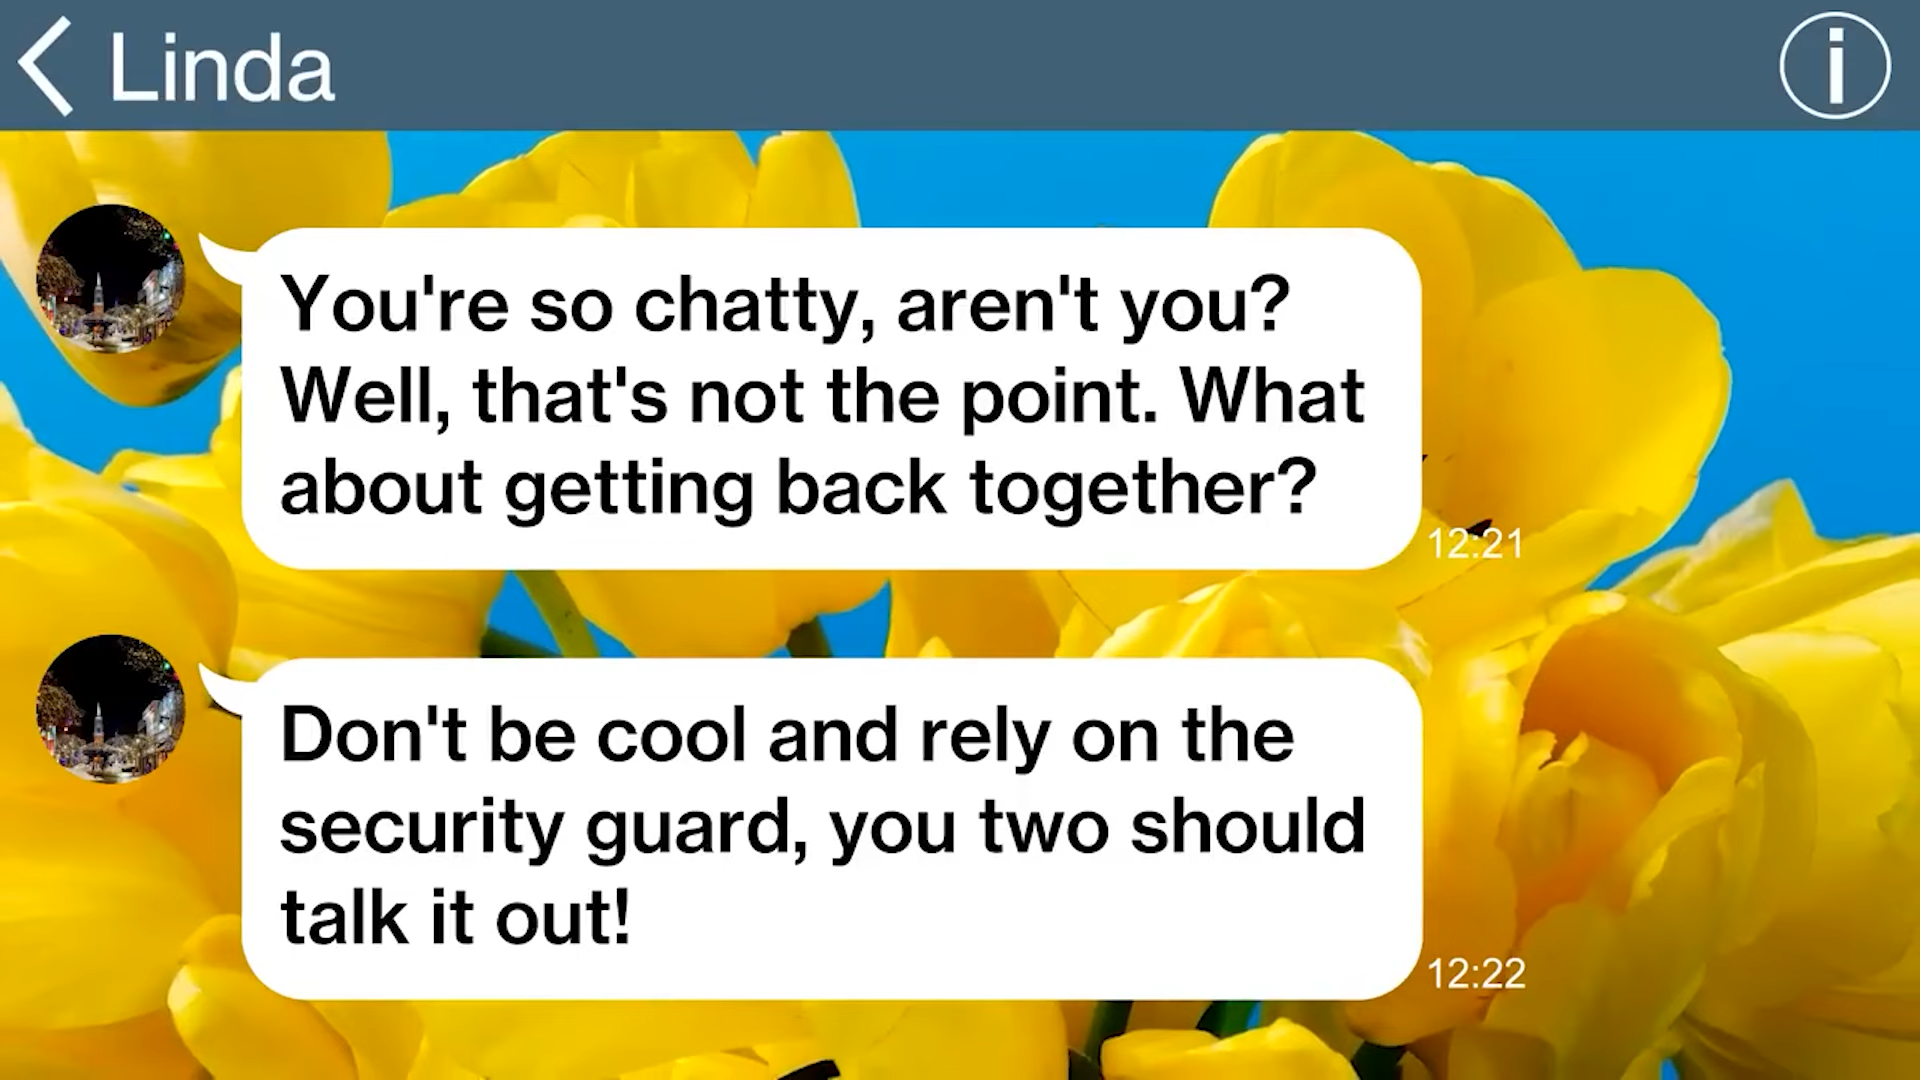 Linda
You're so chatty, aren't you?
Well, that's not the point. What
about getting back together?
12:21
Don't be cool and rely on the
security guard, you two should
talk it out!
12:22